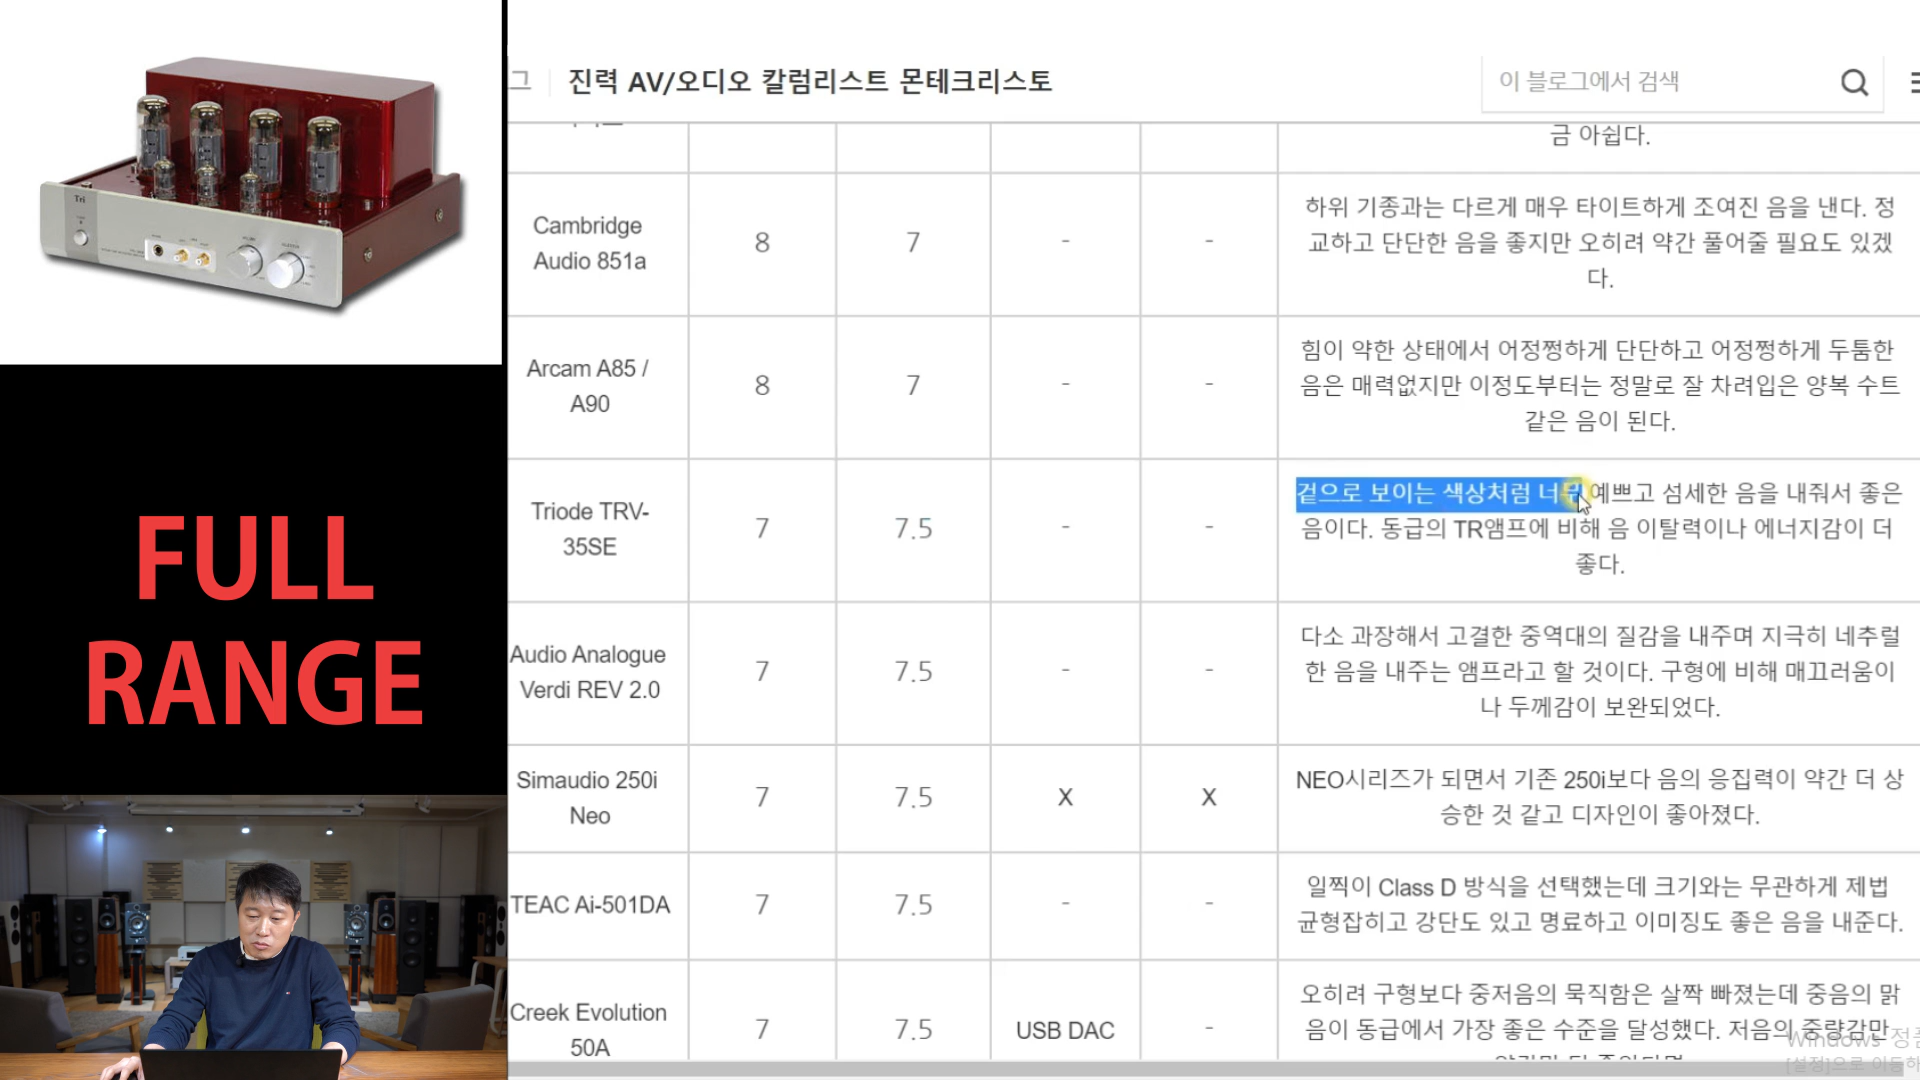 Tri
FULL
RANGE
그
진력 AV/오디오 칼럼리스트 몬테크리스토
이 블로그에서 검색
금 아쉽다.
Cambridge
Audio 851a
8
7
-
-
하위 기종과는 다르게 매우 타이트하게 조여진 음을 낸다. 정
교하고 단단한 음을 좋지만 오히려 약간 풀어줄 필요도 있겠
다.
Arcam A85 /
A90
8
7
-
-
힘이 약한 상태에서 어정쩡하게 단단하고 어정쩡하게 두툼한
음은 매력없지만 이정도부터는 정말로 잘 차려입은 양복 수트
같은 음이 된다.
Triode TRV-
35SE
7
7.5
-
-
겉으로 보이는 색상처럼 너무 예쁘고 섬세한 음을 내줘서 좋은
음이다. 동급의 TR앰프에 비해 음 이탈력이나 에너지감이 더
좋다.
Audio Analogue
Verdi REV 2.0
7
7.5
-
-
다소 과장해서 고결한 중역대의 질감을 내주며 지극히 네추럴
한 음을 내주는 앰프라고 할 것이다. 구형에 비해 매끄러움이
나 두께감이 보완되었다.
Simaudio 250i
Neo
7
7.5
X
X
NEO시리즈가 되면서 기존 250i보다 음의 응집력이 약간 더 상
승한 것 같고 디자인이 좋아졌다.
TEAC Ai-501DA
7
7.5
-
-
일찍이 Class D 방식을 선택했는데 크기와는 무관하게 제법
균형잡히고 강단도 있고 명료하고 이미징도 좋은 음을 내준다.
Creek Evolution
50A
7
7.5
USB DAC
-
오히려 구형보다 중저음의 묵직함은 살짝 빠졌는데 중음의 맑
음이 동급에서 가장 좋은 수준을 달성했다. 저음의 중량감만
Windows 정품
[설정]으로 이동하